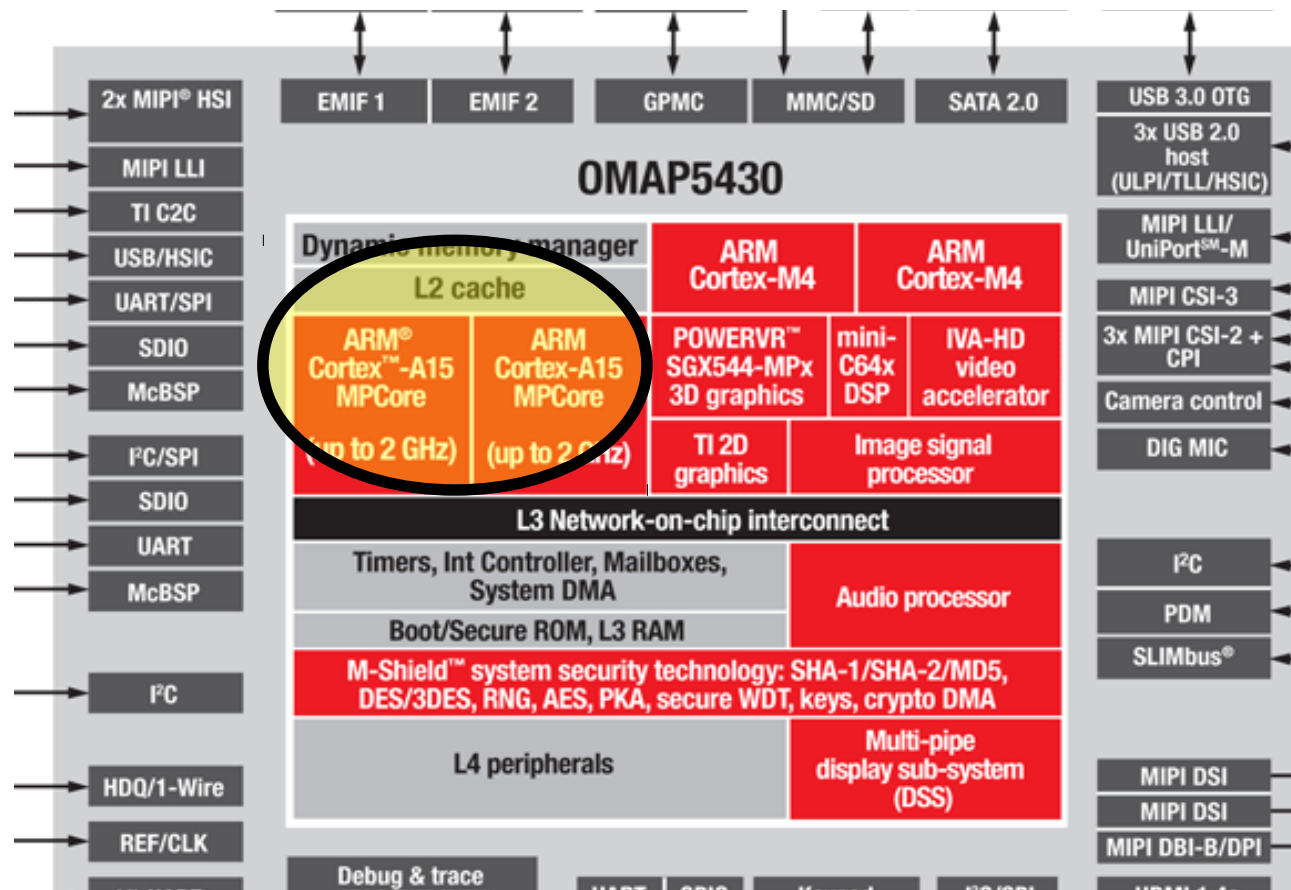 2x MIPI® HSI
MIPI LLI
TI C2C
USB/HSIC
UART/SPI
SDIO
McBSP
I²C/SPI
SDIO
UART
McBSP
I²C
HDQ/1-Wire
REF/CLK
EMIF 1
EMIF 2
GPMC
MMC/SD
SATA 2.0
OMAP5430
Dynamic memory manager
L2 cache
ARM®
Cortex™-A15
MPCore
(up to 2 GHz)
ARM
Cortex-A15
MPCore
(up to 2 GHz)
ARM
Cortex-M4
ARM
Cortex-M4
POWERVR™
SGX544-MPx
3D graphics
mini-
C64x
DSP
IVA-HD
video
accelerator
TI 2D
graphics
Image signal
processor
L3 Network-on-chip interconnect
Timers, Int Controller, Mailboxes,
System DMA
Boot/Secure ROM, L3 RAM
Audio processor
M-Shield™ system security technology: SHA-1/SHA-2/MD5,
DES/3DES, RNG, AES, PKA, secure WDT, keys, crypto DMA
L4 peripherals
Multi-pipe
display sub-system
(DSS)
Debug & trace
USB 3.0 OTG
3x USB 2.0
host
(ULPI/TLL/HSIC)
MIPI LLI/
UniPort℠-M
MIPI CSI-3
3x MIPI CSI-2 +
CPI
Camera control
DIG MIC
I²C
PDM
SLIMbus®
MIPI DSI
MIPI DSI
MIPI DBI-B/DPI